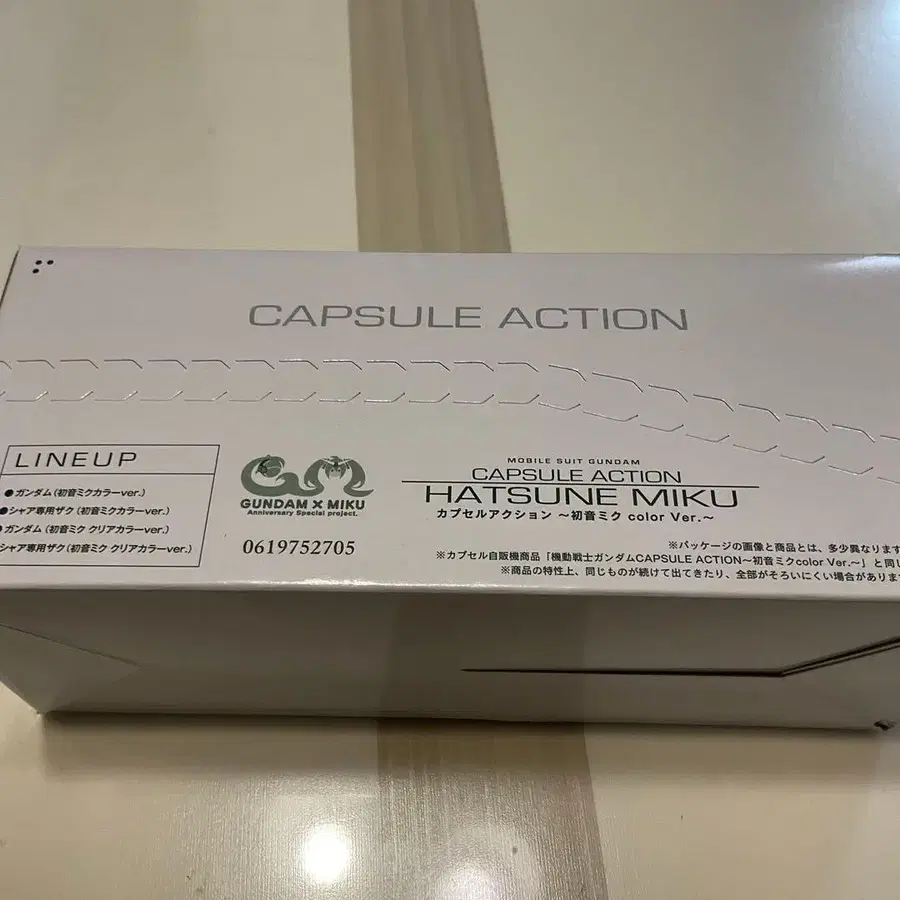 CAPSULE ACTION
LINEUP
●ガンダム（初音ミクカラーver.）
●シャア専用ザク（初音ミクカラーver.）
ガンダム（初音ミク クリアカラーver.）
シャア専用ザク（初音ミク クリアカラーver.）
GUNDAM × MIKU
Anniversary Special project.
0619752705
MOBILE SUIT GUNDAM
CAPSULE ACTION
HATSUNE MIKU
カプセルアクション ～初音ミク color Ver.～
※パッケージの画像と商品とは、多少異なります
※カプセル自販機商品「機動戦士ガンダムCAPSULE ACTION～初音ミクcolor Ver.～」と同じ
※商品の特性上、同じものが続けて出てきたり、全部がそろいにくい場合がありま